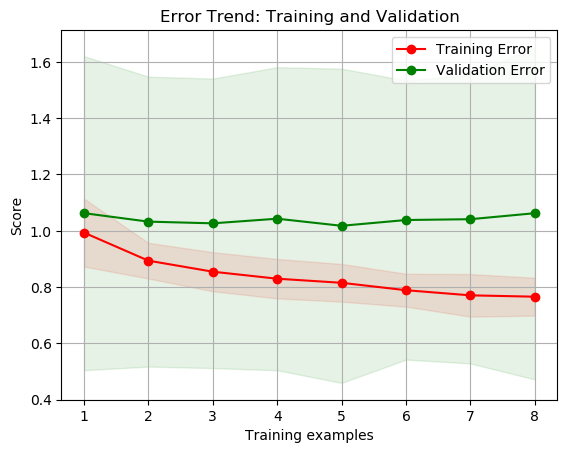 Error Trend: Training and Validation
Training Error
Validation Error
1.6
1.4
1.2
1.0
0.8
0.6
0.4
Score
1 2 3 4 5 6 7 8
Training examples